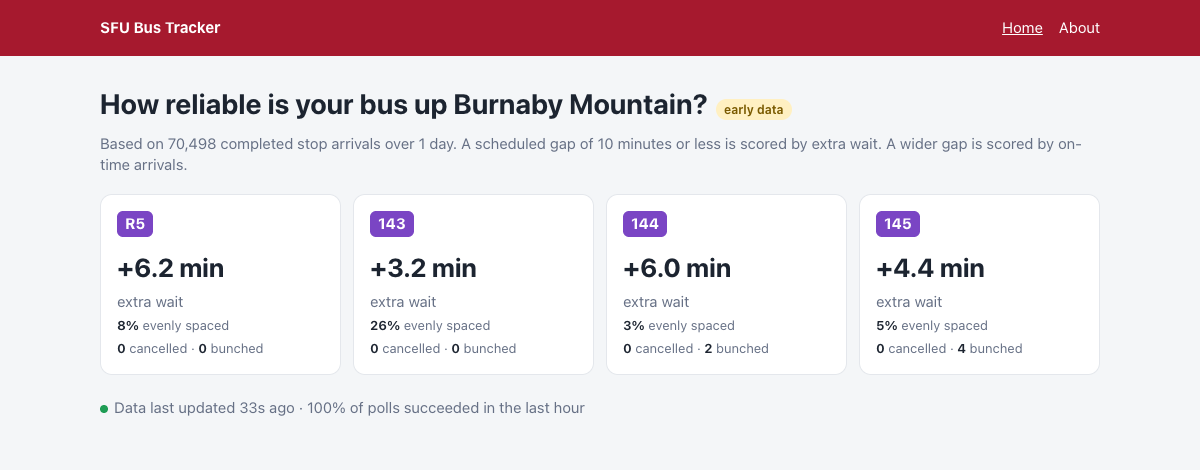 SFU Bus Tracker
Home About
How reliable is your bus up Burnaby Mountain? early data
Based on 70,498 completed stop arrivals over 1 day. A scheduled gap of 10 minutes or less is scored by extra wait. A wider gap is scored by on-
time arrivals.
R5
+6.2 min
extra wait
8% evenly spaced
0 cancelled · 0 bunched
143
+3.2 min
extra wait
26% evenly spaced
0 cancelled · 0 bunched
144
+6.0 min
extra wait
3% evenly spaced
0 cancelled · 2 bunched
145
+4.4 min
extra wait
5% evenly spaced
0 cancelled · 4 bunched
Data last updated 33s ago · 100% of polls succeeded in the last hour